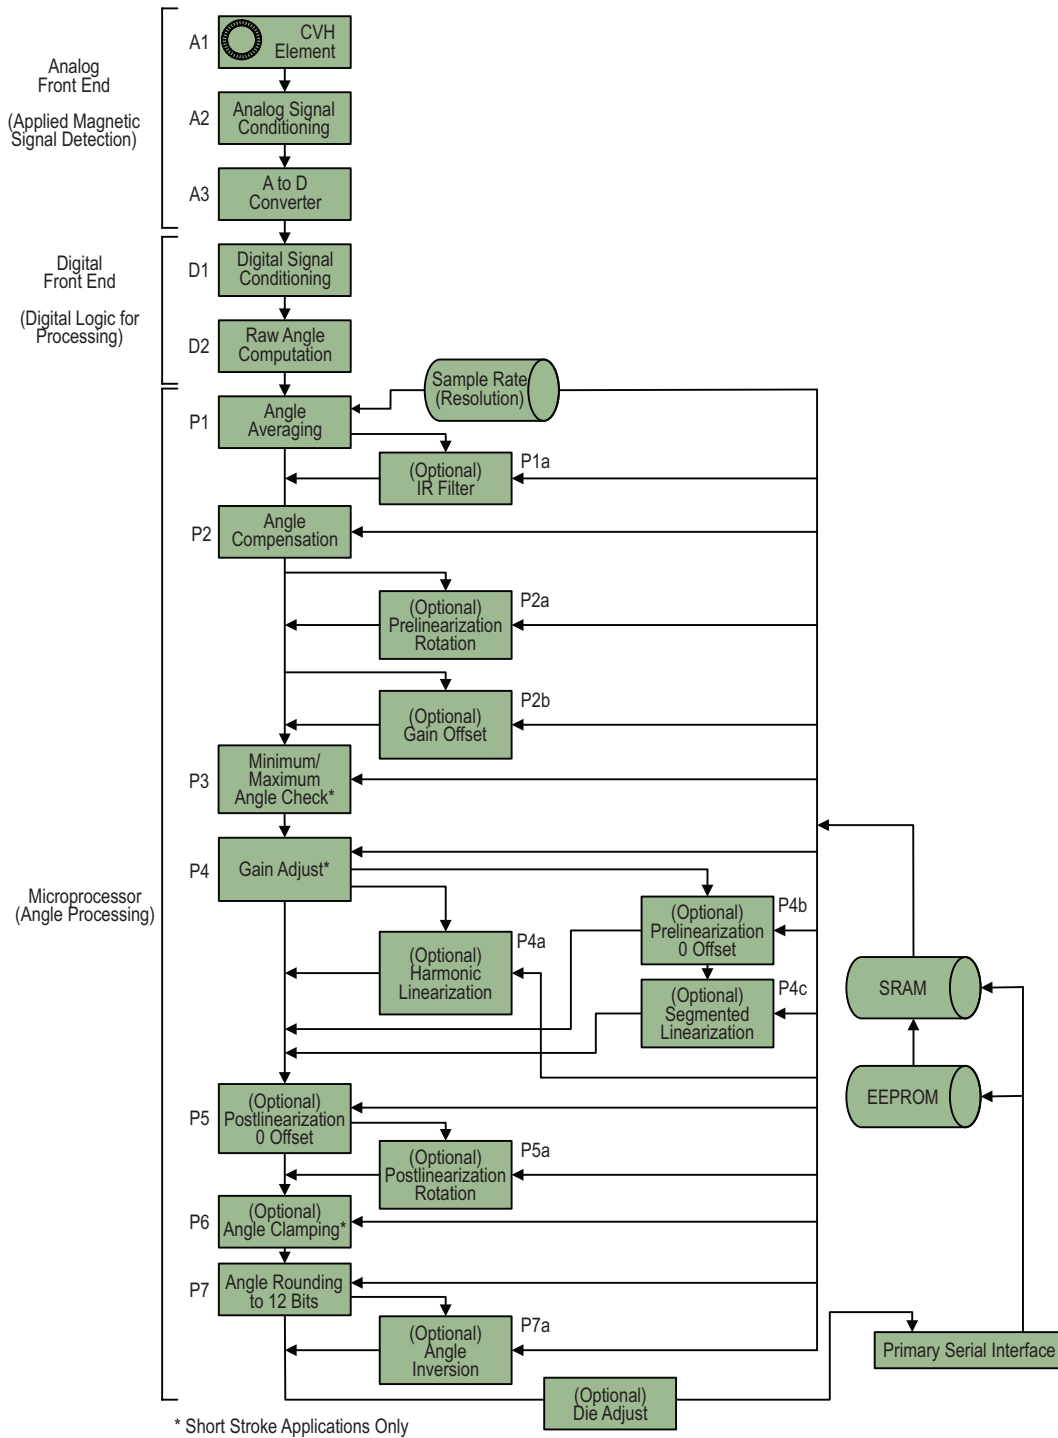 Analog
Front End
(Applied Magnetic
Signal Detection)
A1
CVH
Element
A2
Analog Signal
Conditioning
A3
A to D
Converter
Digital
Front End
(Digital Logic for
Processing)
D1
Digital Signal
Conditioning
D2
Raw Angle
Computation
Sample Rate
(Resolution)
P1
Angle
Averaging
P1a
(Optional)
IR Filter
P2
Angle
Compensation
P2a
(Optional)
Prelinearization
Rotation
P2b
(Optional)
Gain Offset
P3
Minimum/
Maximum
Angle Check*
P4
Gain Adjust*
Microprocessor
(Angle Processing)
P4a
(Optional)
Harmonic
Linearization
P4b
(Optional)
Prelinearization
0 Offset
P4c
(Optional)
Segmented
Linearization
SRAM
EEPROM
P5
(Optional)
Postlinearization
0 Offset
P5a
(Optional)
Postlinearization
Rotation
P6
(Optional)
Angle Clamping*
P7
Angle Rounding
to 12 Bits
P7a
(Optional)
Angle
Inversion
Primary Serial Interface
(Optional)
Die Adjust
* Short Stroke Applications Only